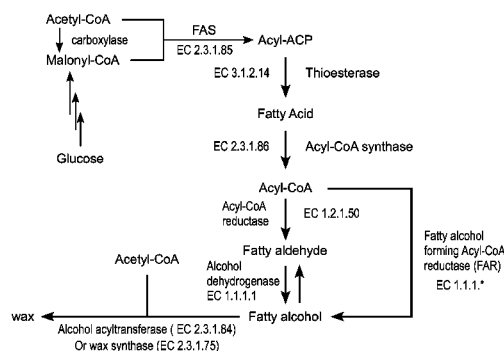 Acetyl-CoA
carboxylase
Malonyl-CoA
Glucose
FAS
EC 2.3.1.85
Acyl-ACP
EC 3.1.2.14
Thioesterase
Fatty Acid
EC 2.3.1.86
Acyl-CoA synthase
Acyl-CoA
Acyl-CoA
reductase
EC 1.2.1.50
Fatty aldehyde
Fatty alcohol
forming Acyl-CoA
reductase (FAR)
EC 1.1.1.*
Acetyl-CoA
Alcohol
dehydrogenase
EC 1.1.1.1
wax
Fatty alcohol
Alcohol acyltransferase ( EC 2.3.1.84)
Or wax synthase (EC 2.3.1.75)